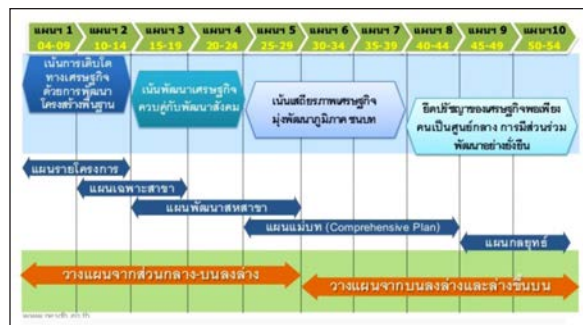 แผนฯ 1 แผนฯ 2 แผนฯ 3 แผนฯ 4 แผนฯ 5 แผนฯ 6 แผนฯ 7 แผนฯ 8 แผนฯ 9 แผนฯ10
04-09 10-14 15-19 20-24 25-29 30-34 35-39 40-44 45-49 50-54
เน้นการเติบโต
ทางเศรษฐกิจ
ด้วยการพัฒนา
โครงสร้างพื้นฐาน
เน้นพัฒนาเศรษฐกิจ
ควบคู่กับพัฒนาสังคม
เน้นเสถียรภาพเศรษฐกิจ
มุ่งพัฒนาภูมิภาค ชนบท
ยึดปรัชญาของเศรษฐกิจพอเพียง
คนเป็นศูนย์กลาง การมีส่วนร่วม
พัฒนาอย่างยั่งยืน
แผนรายโครงการ
แผนเฉพาะสาขา
แผนพัฒนาสหสาขา
แผนแม่บท (Comprehensive Plan)
แผนกลยุทธ์
วางแผนจากส่วนกลาง-บนลงล่าง
วางแผนจากบนลงล่างและล่างขึ้นบน